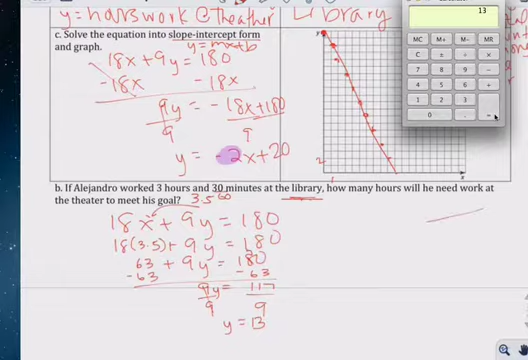 y = hours work @ theather
Library
13
MC M+ M- MR
C ± ÷ ×
7 8 9 −
4 5 6 +
1 2 3
0 . =
c. Solve the equation into slope-intercept form
and graph.
y=mx+b
18x + 9y = 180
-18x - 18x
9y = - 18x+180
9 9
y = -2x+20
y
2
x
b. If Alejandro worked 3 hours and 30 minutes at the library, how many hours will he need work at
the theater to meet his goal? 3.5
18x + 9y = 180
18(3.5) + 9y = 180
63 + 9y = 180
-63 - 63
9y = 117
9 9
y = 13